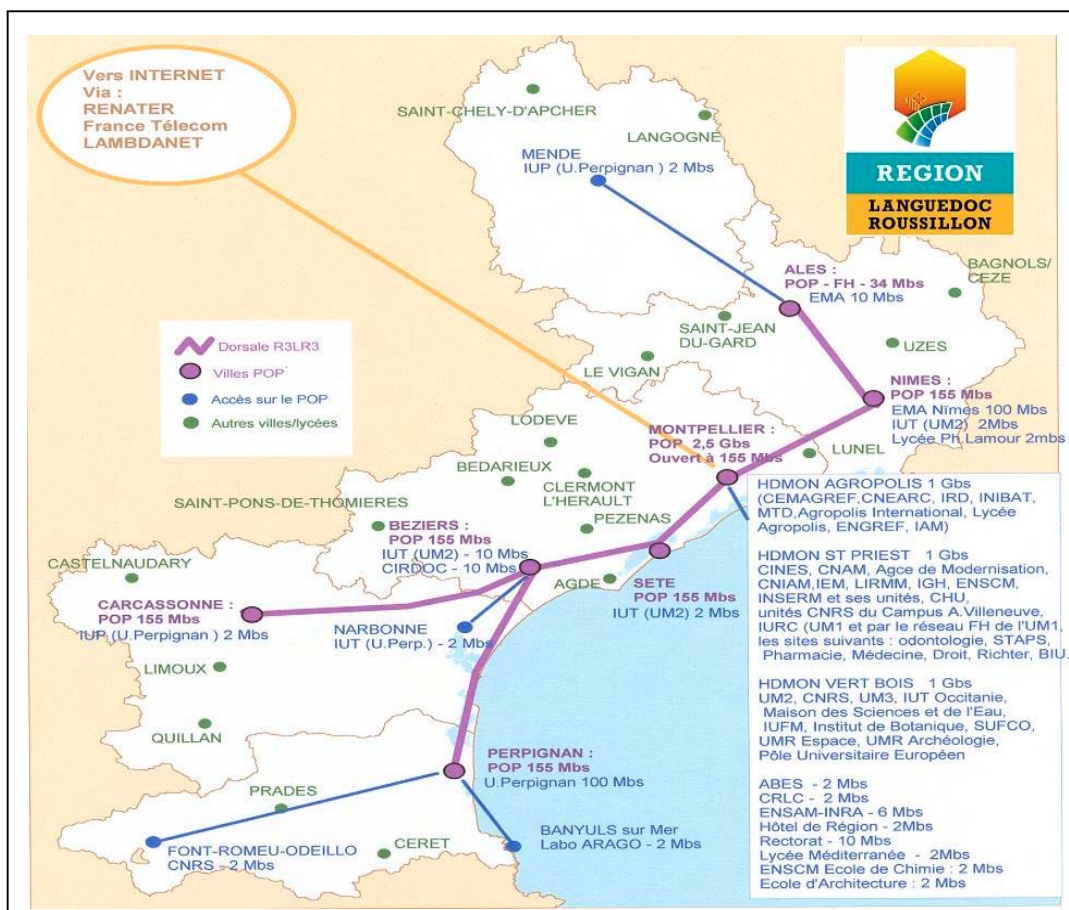 Vers INTERNET
Via :
RENATER
France Télecom
LAMBDANET
SAINT-CHELY-D'APCHER
LANGOGNE
MENDE
IUP (U.Perpignan ) 2 Mbs
REGION
LANGUEDOC
ROUSSILLON
ALES :
POP - FH - 34 Mbs
EMA 10 Mbs
BAGNOLS/
CEZE
SAINT-JEAN
DU-GARD
UZES
LE VIGAN
Dorsale R3LR3
Villes POP
Accès sur le POP
Autres villes/lycées
NIMES :
POP 155 Mbs
EMA Nîmes 100 Mbs
IUT (UM2) 2Mbs
Lycée Ph.Lamour 2mbs
LODEVE
MONTPELLIER :
POP 2,5 Gbs
Ouvert à 155 Mbs
LUNEL
BEDARIEUX
CLERMONT
L'HERAULT
SAINT-PONS-DE-THOMIERES
PEZENAS
BEZIERS :
POP 155 Mbs
IUT (UM2) - 10 Mbs
CIRDOC - 10 Mbs
CASTELNAUDARY
AGDE
SETE
POP 155 Mbs
IUT (UM2) 2 Mbs
CARCASSONNE :
POP 155 Mbs
IUP (U.Perpignan ) 2 Mbs
NARBONNE
IUT (U.Perp.) - 2 Mbs
LIMOUX
QUILLAN
PERPIGNAN :
POP 155 Mbs
U.Perpignan 100 Mbs
PRADES
FONT-ROMEU-ODEILLO
CNRS - 2 Mbs
CERET
BANYULS sur Mer
Labo ARAGO - 2 Mbs
HDMON AGROPOLIS 1 Gbs
(CEMAGREF,CNEARC, IRD, INIBAT,
MTD,Agropolis International, Lycée
Agropolis, ENGREF, IAM)
HDMON ST PRIEST 1 Gbs
CINES, CNAM, Agce de Modernisation,
CNIAM,IEM, LIRMM, IGH, ENSCM,
INSERM et ses unités, CHU,
unités CNRS du Campus A.Villeneuve,
IURC (UM1 et par le réseau FH de l'UM1,
les sites suivants : odontologie, STAPS,
Pharmacie, Médecine, Droit, Richter, BIU.
HDMON VERT BOIS 1 Gbs
UM2, CNRS, UM3, IUT Occitanie,
Maison des Sciences et de l'Eau,
IUFM, Institut de Botanique, SUFCO,
UMR Espace, UMR Archéologie,
Pôle Universitaire Européen
ABES - 2 Mbs
CRLC - 2 Mbs
ENSAM-INRA - 6 Mbs
Hôtel de Région - 2Mbs
Rectorat - 10 Mbs
Lycée Méditerranée - 2Mbs
ENSCM Ecole de Chimie : 2 Mbs
Ecole d'Architecture : 2 Mbs